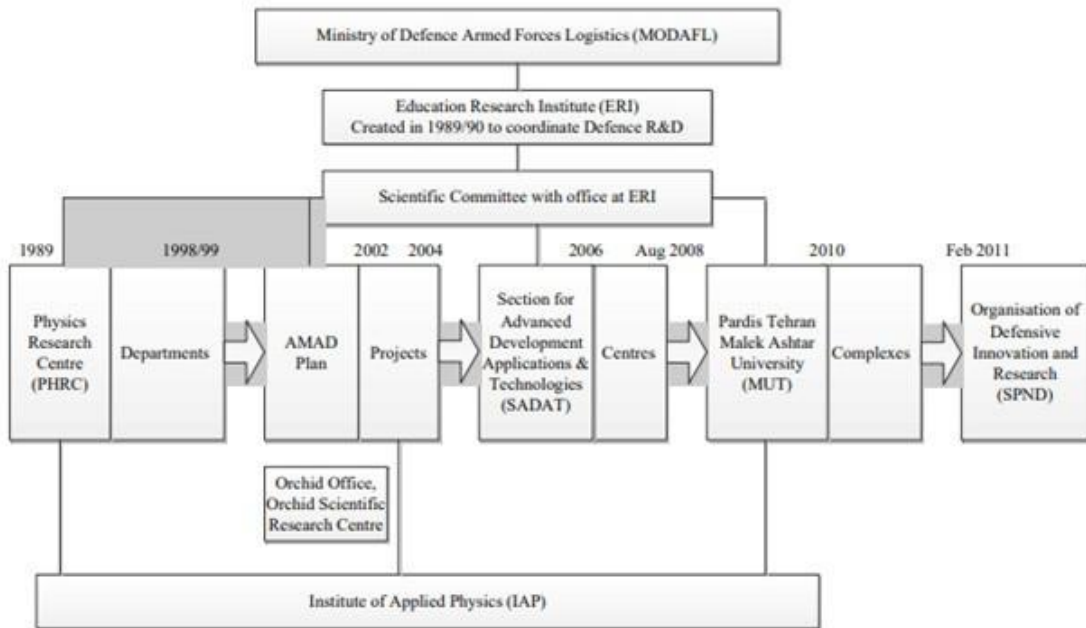 Ministry of Defence Armed Forces Logistics (MODAFL)
Education Research Institute (ERI)
Created in 1989/90 to coordinate Defence R&D
Scientific Committee with office at ERI
1989
1998/99
2002
2004
2006
Aug 2008
2010
Feb 2011
Physics
Research
Centre
(PHRC)
Departments
AMAD
Plan
Projects
Section for
Advanced
Development
Applications &
Technologies
(SADAT)
Centres
Pardis Tehran
Malek Ashtar
University
(MUT)
Complexes
Organisation of
Defensive
Innovation and
Research
(SPND)
Orchid Office,
Orchid Scientific
Research Centre
Institute of Applied Physics (IAP)